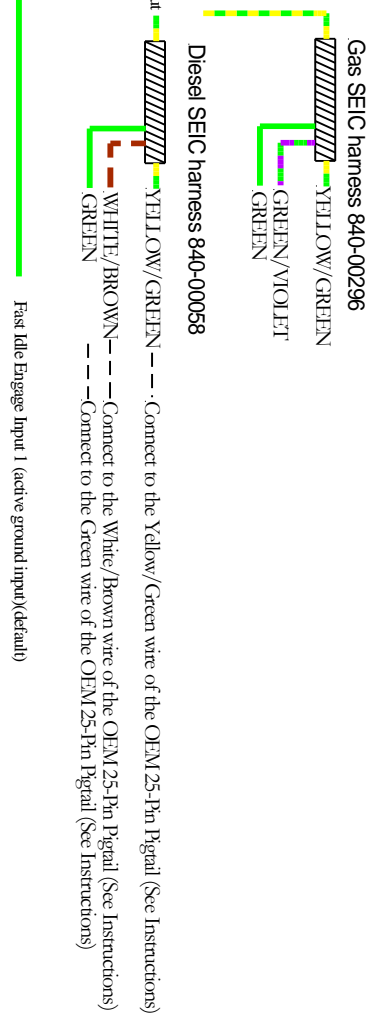 Gas SEIC harness 840-00296
YELLOW/GREEN
GREEN/VIOLET
GREEN
Diesel SEIC harness 840-00058
YELLOW/GREEN – – ·Connect to the Yellow/Green wire of the OEM 25-Pin Pigtail (See Instructions)
WHITE/BROWN– – –Connect to the White/Brown wire of the OEM 25-Pin Pigtail (See Instructions)
GREEN – – –Connect to the Green wire of the OEM 25-Pin Pigtail (See Instructions)
Fast Idle Engage Input 1 (active ground input)(default)